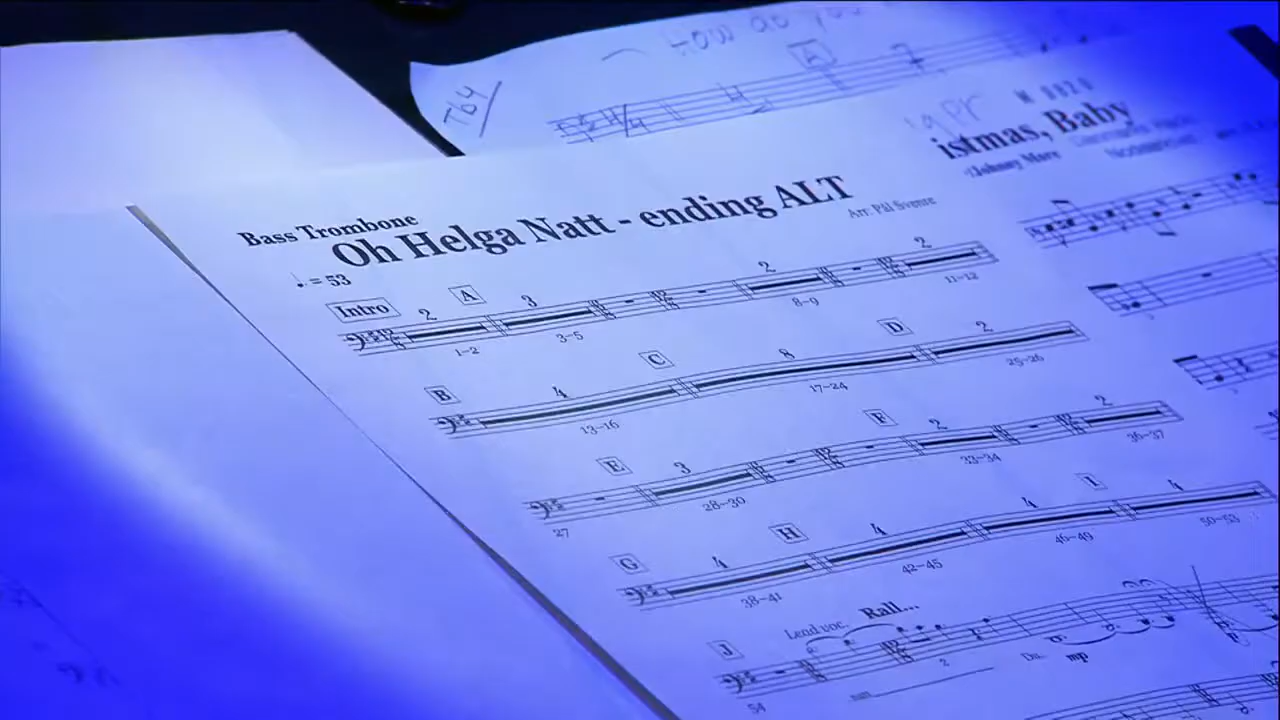 How do you
Tb4
A
M 0820
istmas, Baby
Johnny More
Bass Trombone
Oh Helga Natt - ending ALT
Arr. Pål Svenre
♩. = 53
Intro 2 A 3 2 2
1-2 3-5 8-9 11-12
B 4 C 8 D 2
13-16 17-24 25-26
E 3 F 2 2
27 28-30 33-34 36-37
G 4 H 4 4 I 4
38-41 42-45 46-49 50-53
J Lead voc. Rall...
54 2 mp